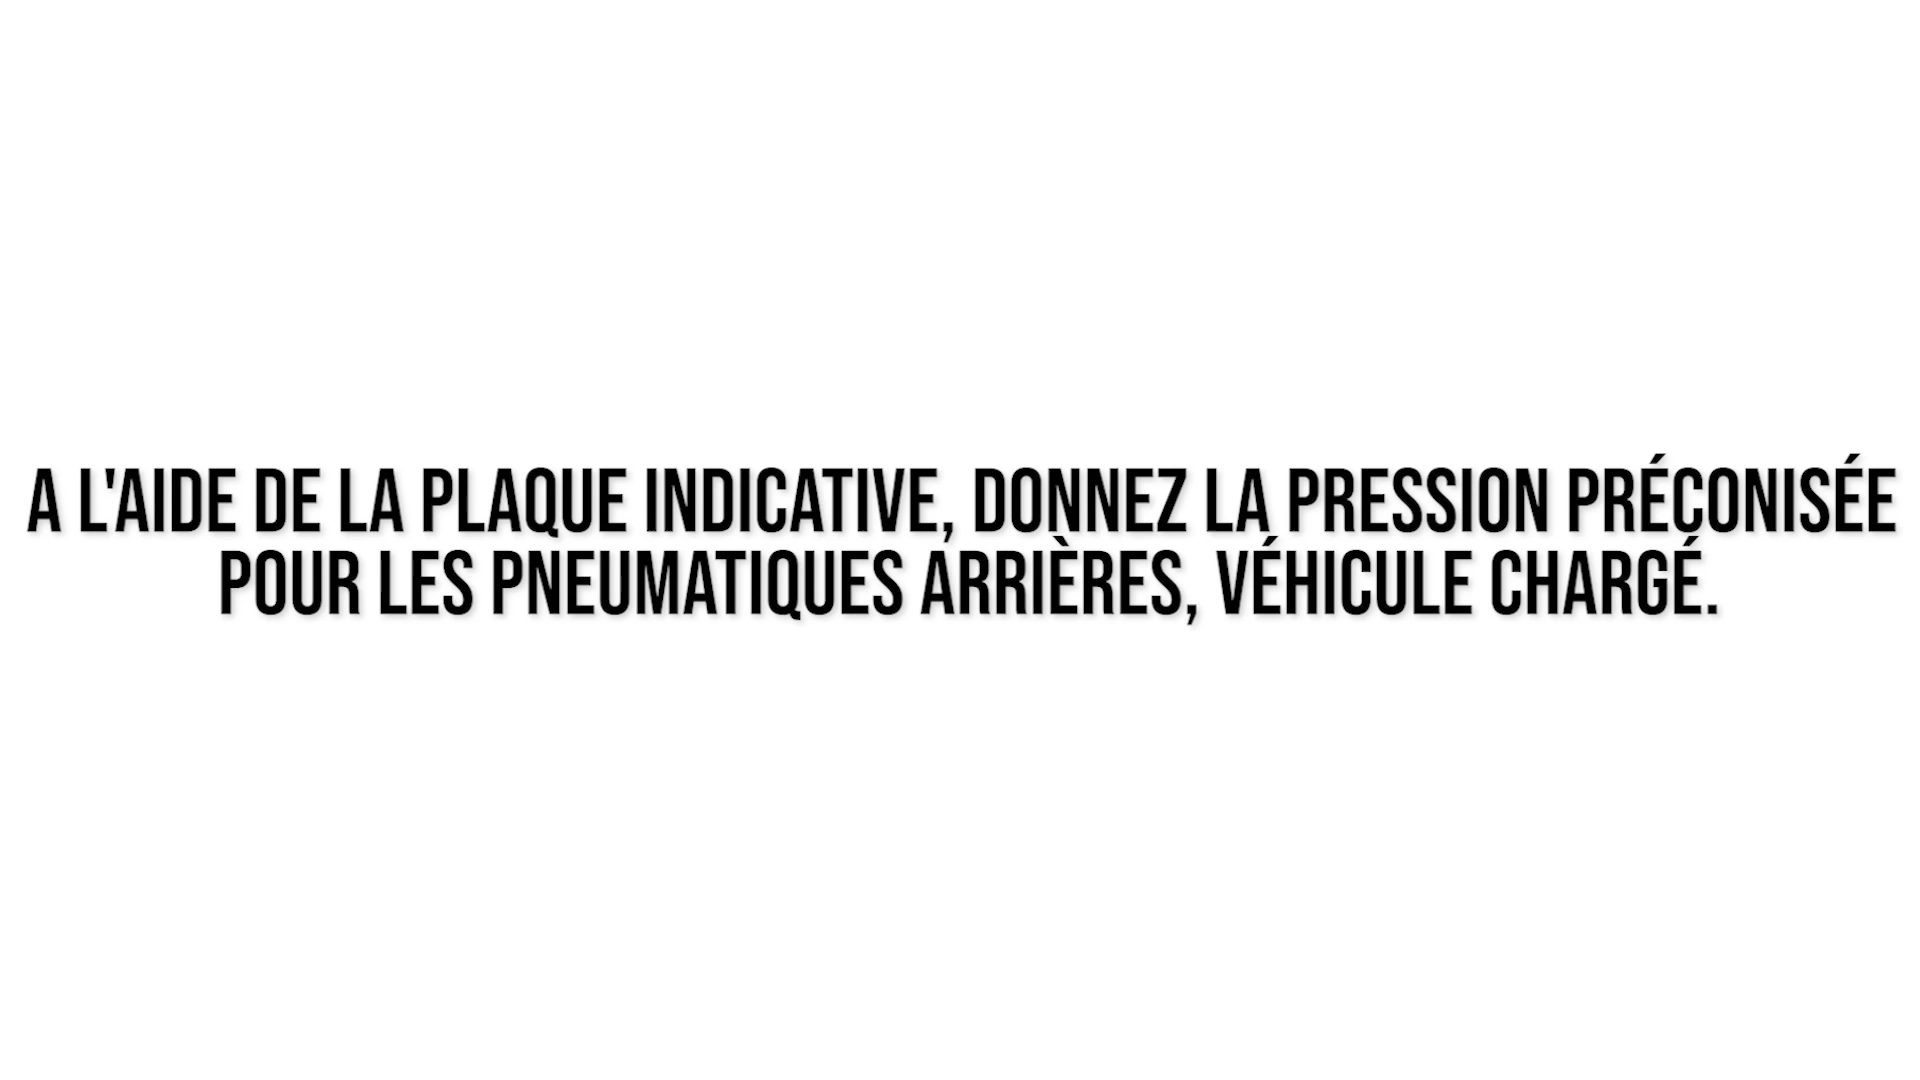 A L'AIDE DE LA PLAQUE INDICATIVE, DONNEZ LA PRESSION PRÉCONISÉE
POUR LES PNEUMATIQUES ARRIÈRES, VÉHICULE CHARGÉ.